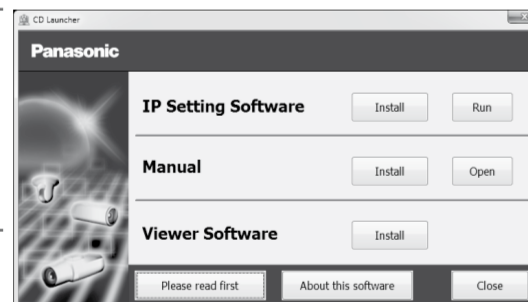 CD Launcher
Panasonic
IP Setting Software Install Run
Manual Install Open
Viewer Software Install
Please read first About this software Close